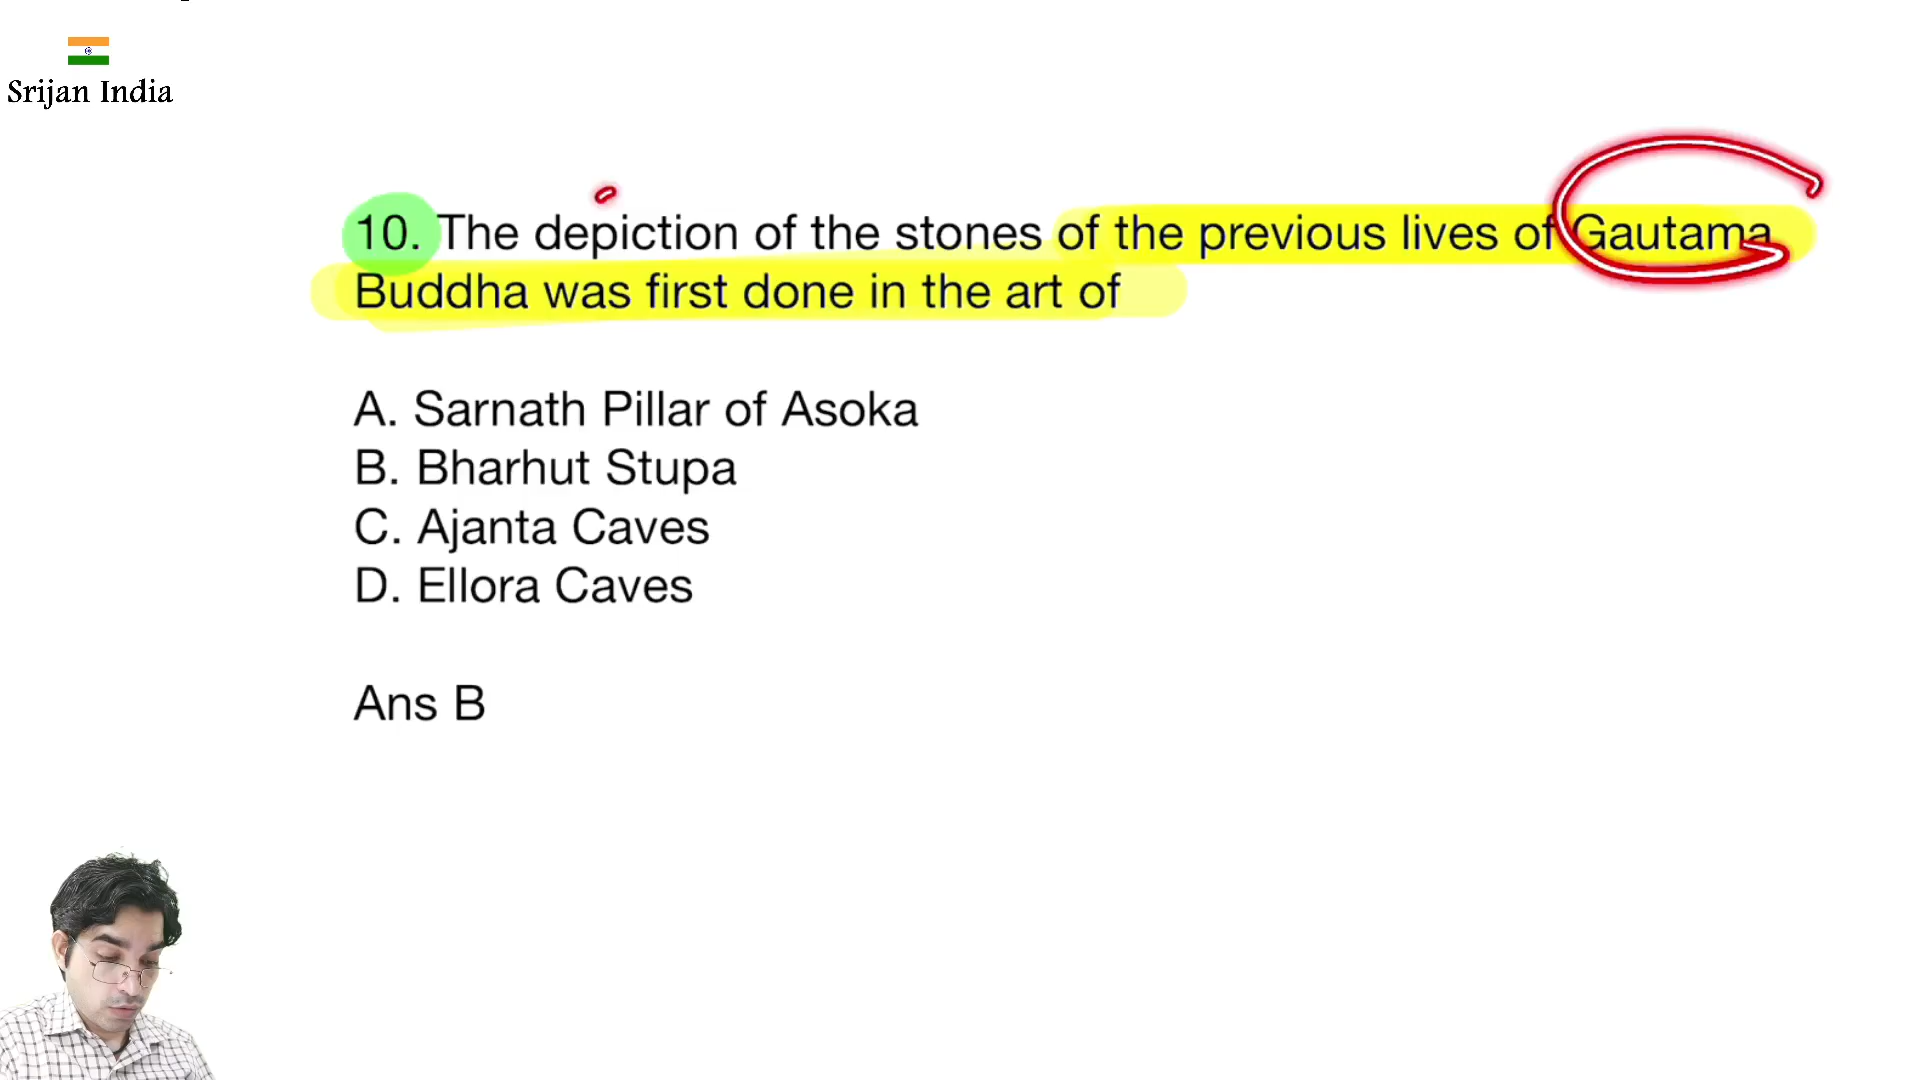 Srijan India
10. The depiction of the stones of the previous lives of Gautama
Buddha was first done in the art of
A. Sarnath Pillar of Asoka
B. Bharhut Stupa
C. Ajanta Caves
D. Ellora Caves
Ans B